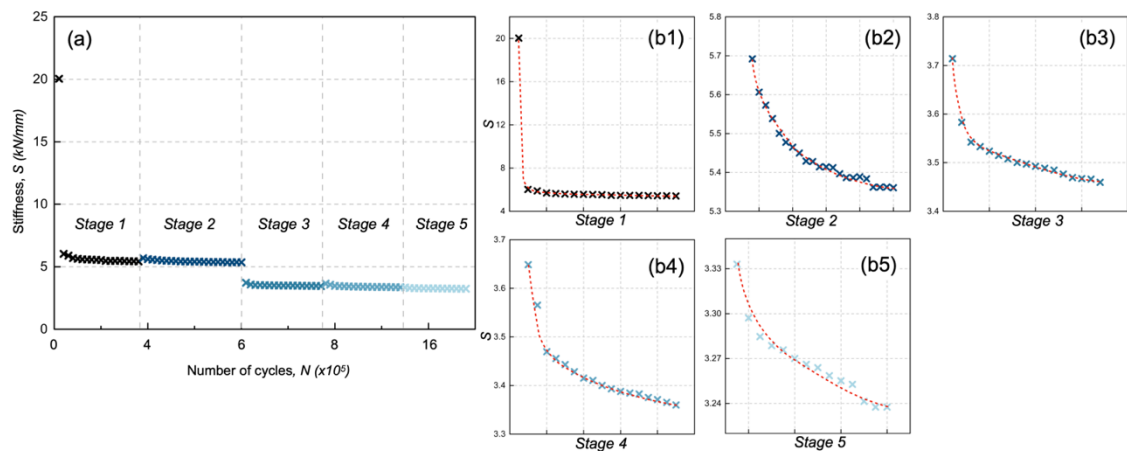 (a)
25
20
15
10
5
0
Stiffness, S (kN/mm)
Stage 1 Stage 2 Stage 3 Stage 4 Stage 5
0 4 6 8 16
Number of cycles, N (x10⁵)
(b1)
20
16
12
8
4
S
Stage 1
(b2)
5.8
5.7
5.6
5.5
5.4
5.3
Stage 2
(b3)
3.8
3.7
3.6
3.5
3.4
Stage 3
(b4)
3.7
3.6
3.5
3.4
3.3
S
Stage 4
(b5)
3.33
3.30
3.27
3.24
Stage 5